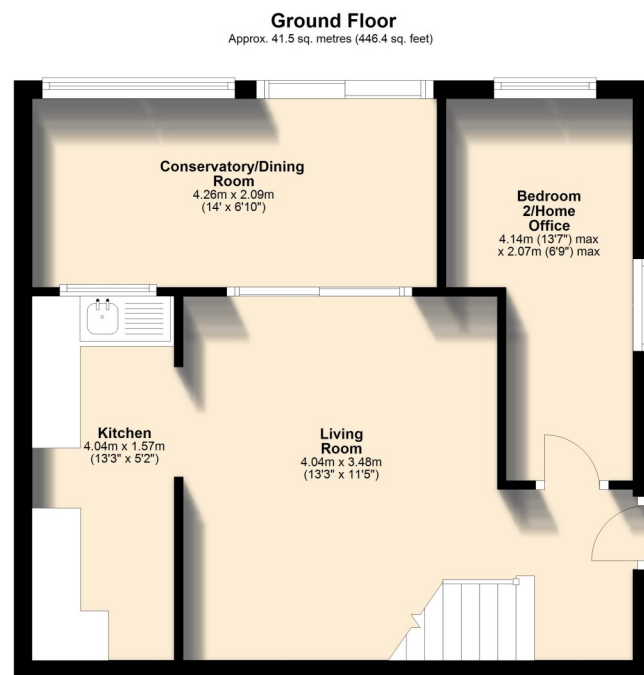 Ground Floor
Approx. 41.5 sq. metres (446.4 sq. feet)
Conservatory/Dining
Room
4.26m x 2.09m
(14' x 6'10")
Bedroom
2/Home
Office
4.14m (13'7") max
x 2.07m (6'9") max
Kitchen
4.04m x 1.57m
(13'3" x 5'2")
Living
Room
4.04m x 3.48m
(13'3" x 11'5")